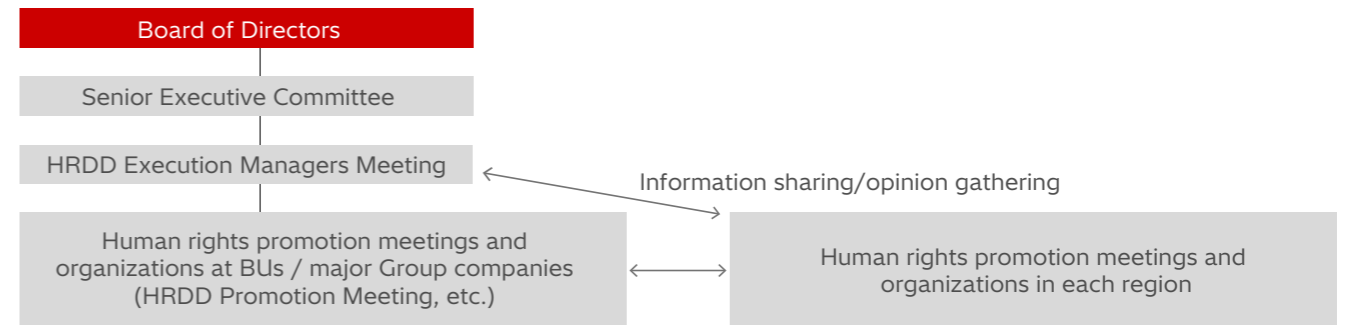 Board of Directors
Senior Executive Committee
HRDD Execution Managers Meeting
Information sharing/opinion gathering
Human rights promotion meetings and
organizations at BUs / major Group companies
(HRDD Promotion Meeting, etc.)
Human rights promotion meetings and
organizations in each region